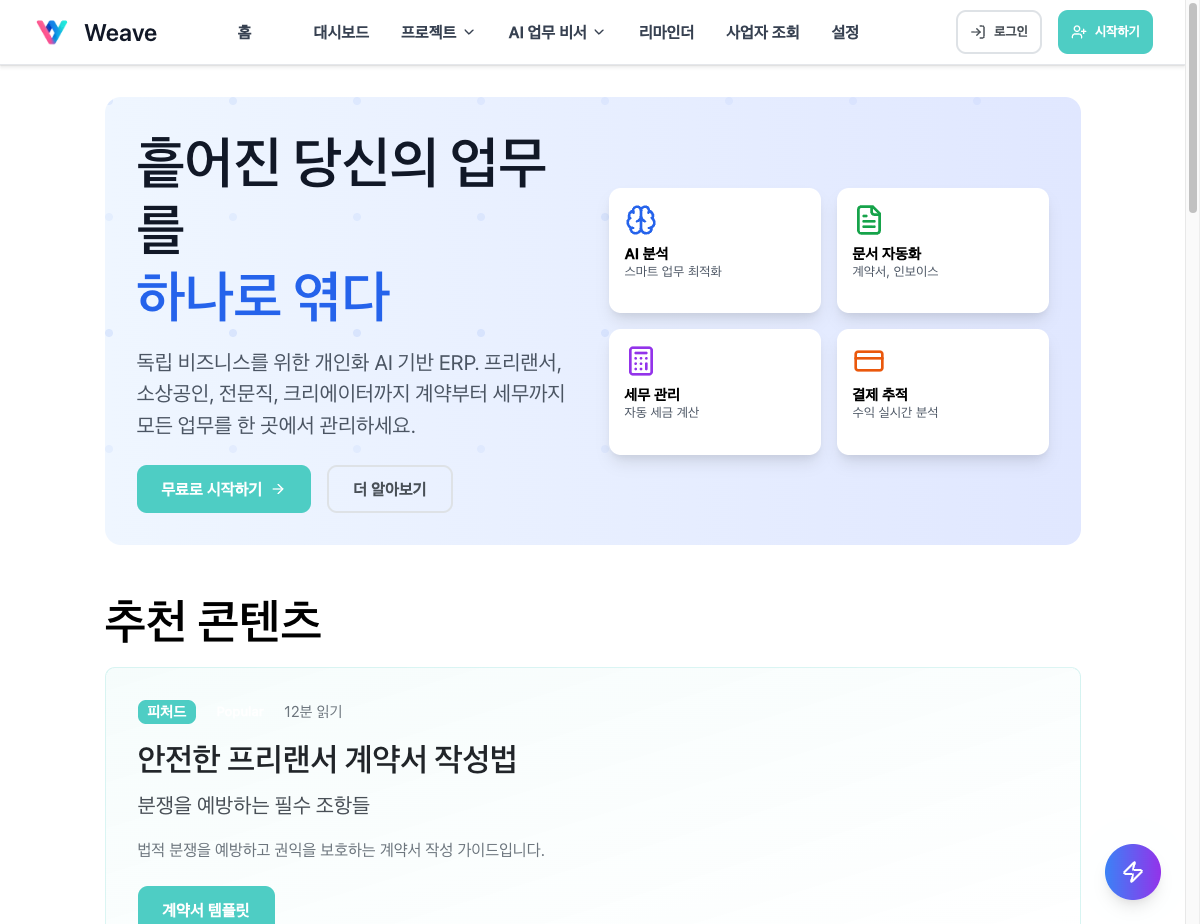 Weave
홈
대시보드
프로젝트
AI 업무 비서
리마인더
사업자 조회
설정
로그인
시작하기
흩어진 당신의 업무
를
하나로 엮다
독립 비즈니스를 위한 개인화 AI 기반 ERP. 프리랜서,
소상공인, 전문직, 크리에이터까지 계약부터 세무까지
모든 업무를 한 곳에서 관리하세요.
무료로 시작하기
더 알아보기
AI 분석
스마트 업무 최적화
문서 자동화
계약서, 인보이스
세무 관리
자동 세금 계산
결제 추적
수익 실시간 분석
추천 콘텐츠
피처드
12분 읽기
안전한 프리랜서 계약서 작성법
분쟁을 예방하는 필수 조항들
법적 분쟁을 예방하고 권익을 보호하는 계약서 작성 가이드입니다.
계약서 템플릿